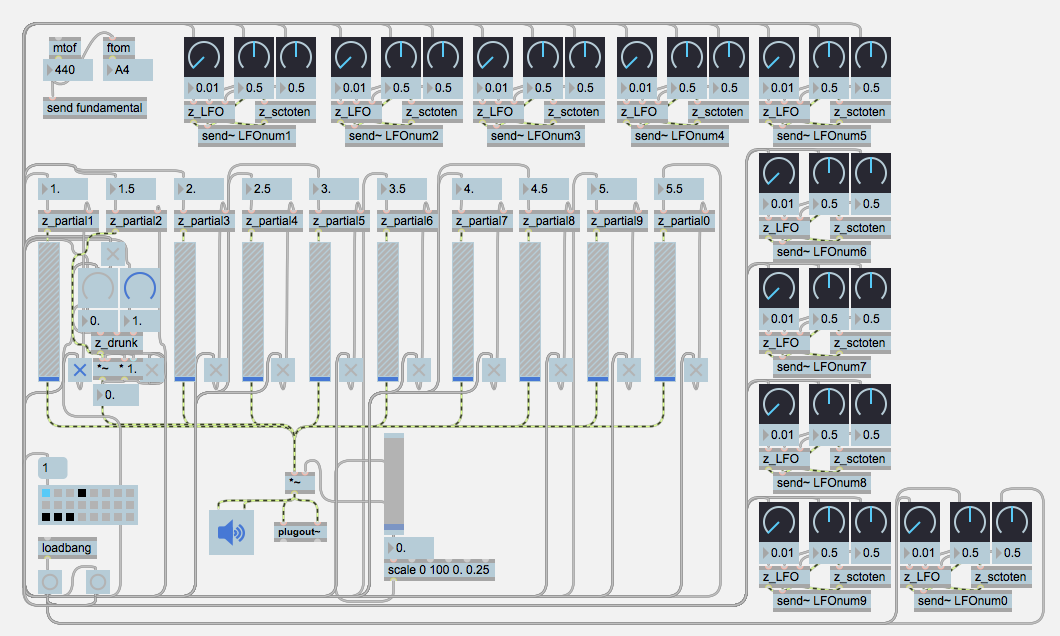 mtof ftom
440 A4
send fundamental
0.01 0.5 0.5 0.01 0.5 0.5 0.01 0.5 0.5 0.01 0.5 0.5 0.01 0.5 0.5
z_LFO z_sctoten z_LFO z_sctoten z_LFO z_sctoten z_LFO z_sctoten z_LFO z_sctoten
send~ LFOnum1 send~ LFOnum2 send~ LFOnum3 send~ LFOnum4 send~ LFOnum5
1. 1.5 2. 2.5 3. 3.5 4. 4.5 5. 5.5
z_partial1 z_partial2 z_partial3 z_partial4 z_partial5 z_partial6 z_partial7 z_partial8 z_partial9 z_partial0
0.01 0.5 0.5
z_LFO z_sctoten
send~ LFOnum6
0. 1.
z_drunk
*~ * 1.
0.
0.01 0.5 0.5
z_LFO z_sctoten
send~ LFOnum7
0.01 0.5 0.5
z_LFO z_sctoten
send~ LFOnum8
1
*~
plugout~
loadbang
0.
scale 0 100 0. 0.25
0.01 0.5 0.5 0.01 0.5 0.5
z_LFO z_sctoten z_LFO z_sctoten
send~ LFOnum9 send~ LFOnum0